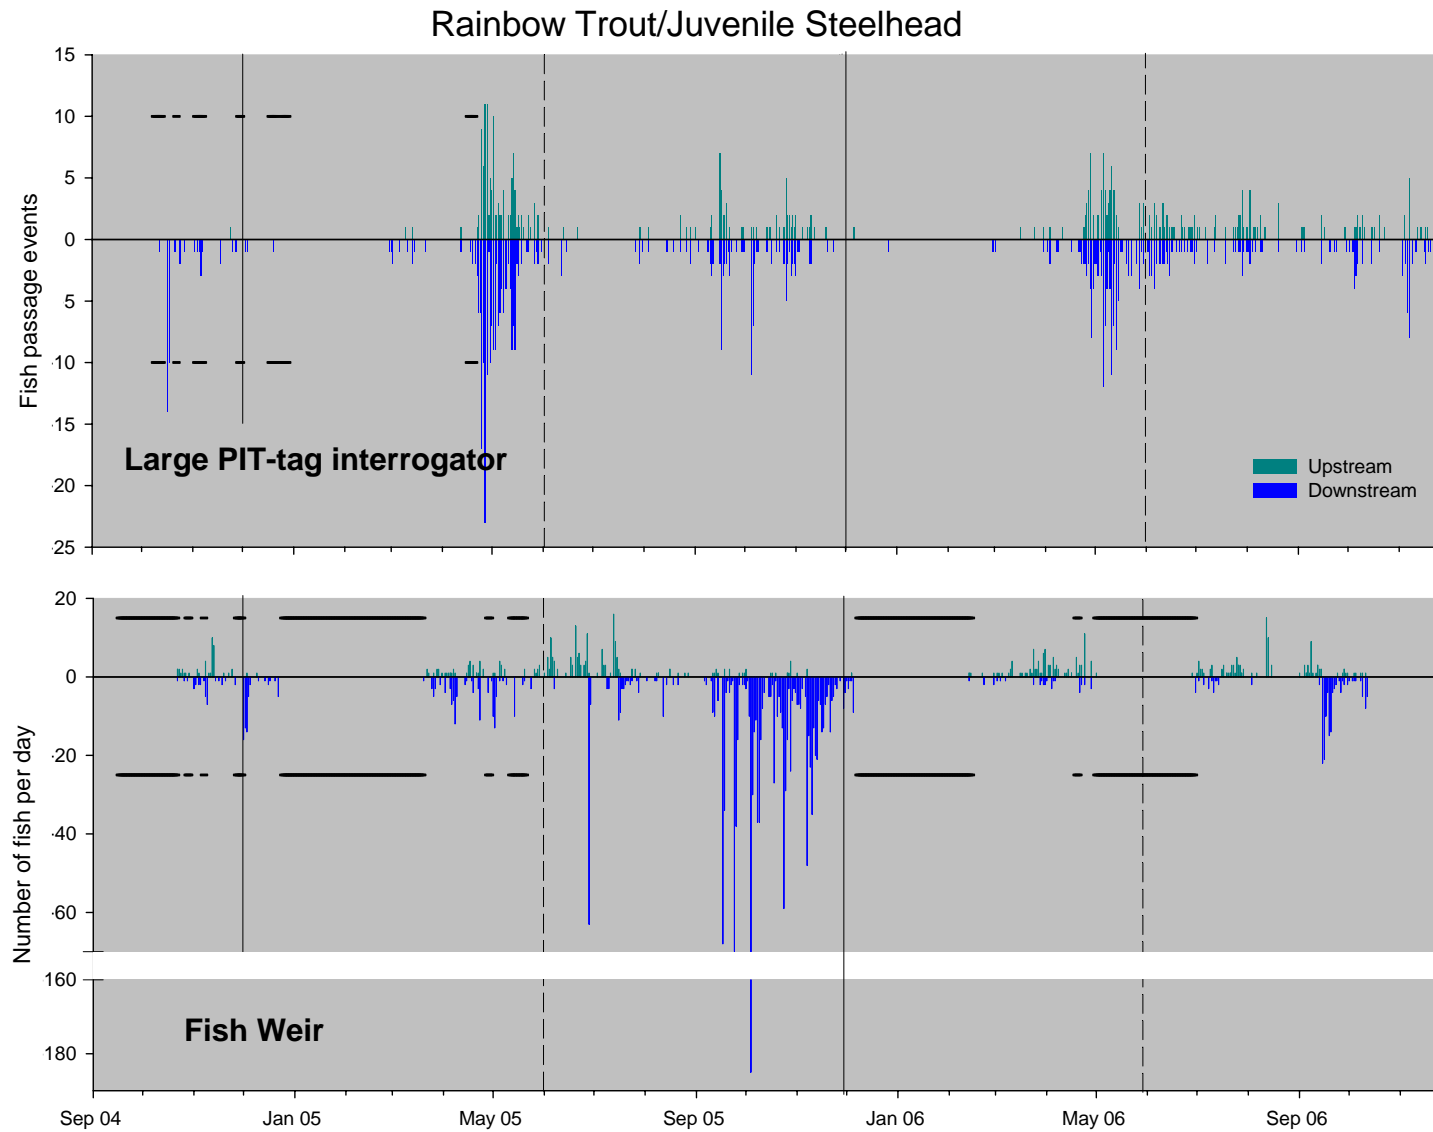 Rainbow Trout/Juvenile Steelhead
15
10
5
0
5
-10
-15
-20
-25
Fish passage events
Large PIT-tag interrogator
Upstream
Downstream
20
0
-20
-40
-60
160
180
Number of fish per day
Fish Weir
Sep 04
Jan 05
May 05
Sep 05
Jan 06
May 06
Sep 06